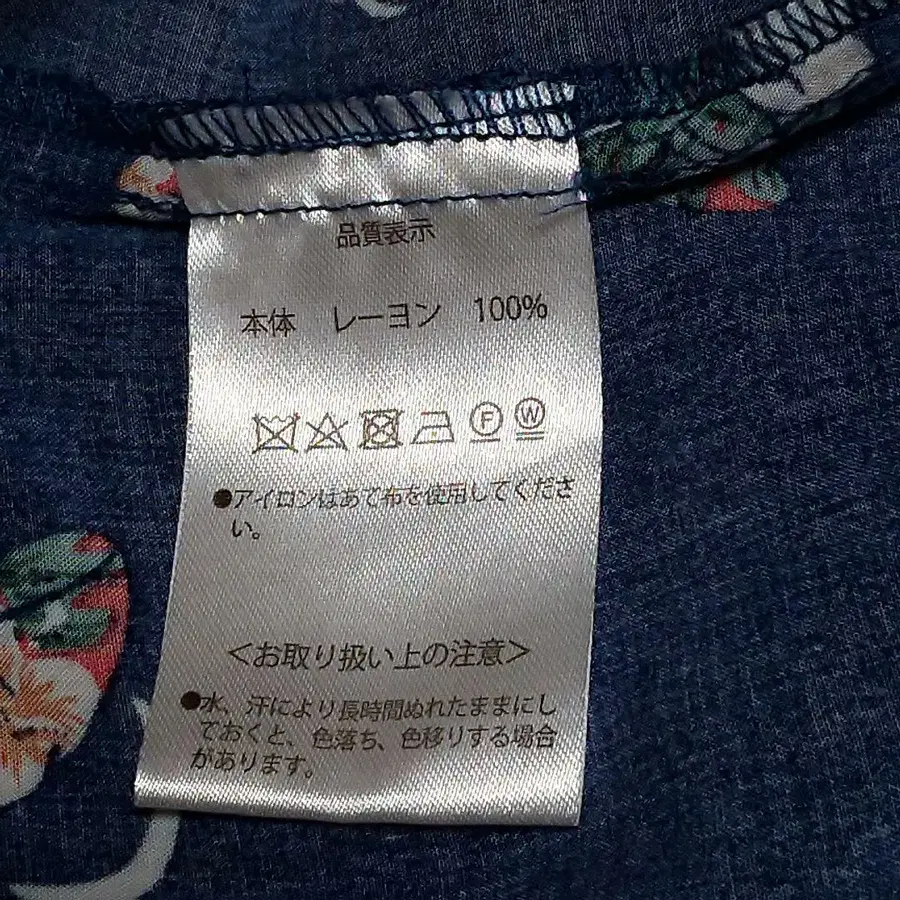 品質表示
本体 レーヨン 100%
F W
●アイロンはあて布を使用してくださ
い。
<お取り扱い上の注意>
●水、汗により長時間ぬれたままにし
ておくと、色落ち、色移りする場合
があります。